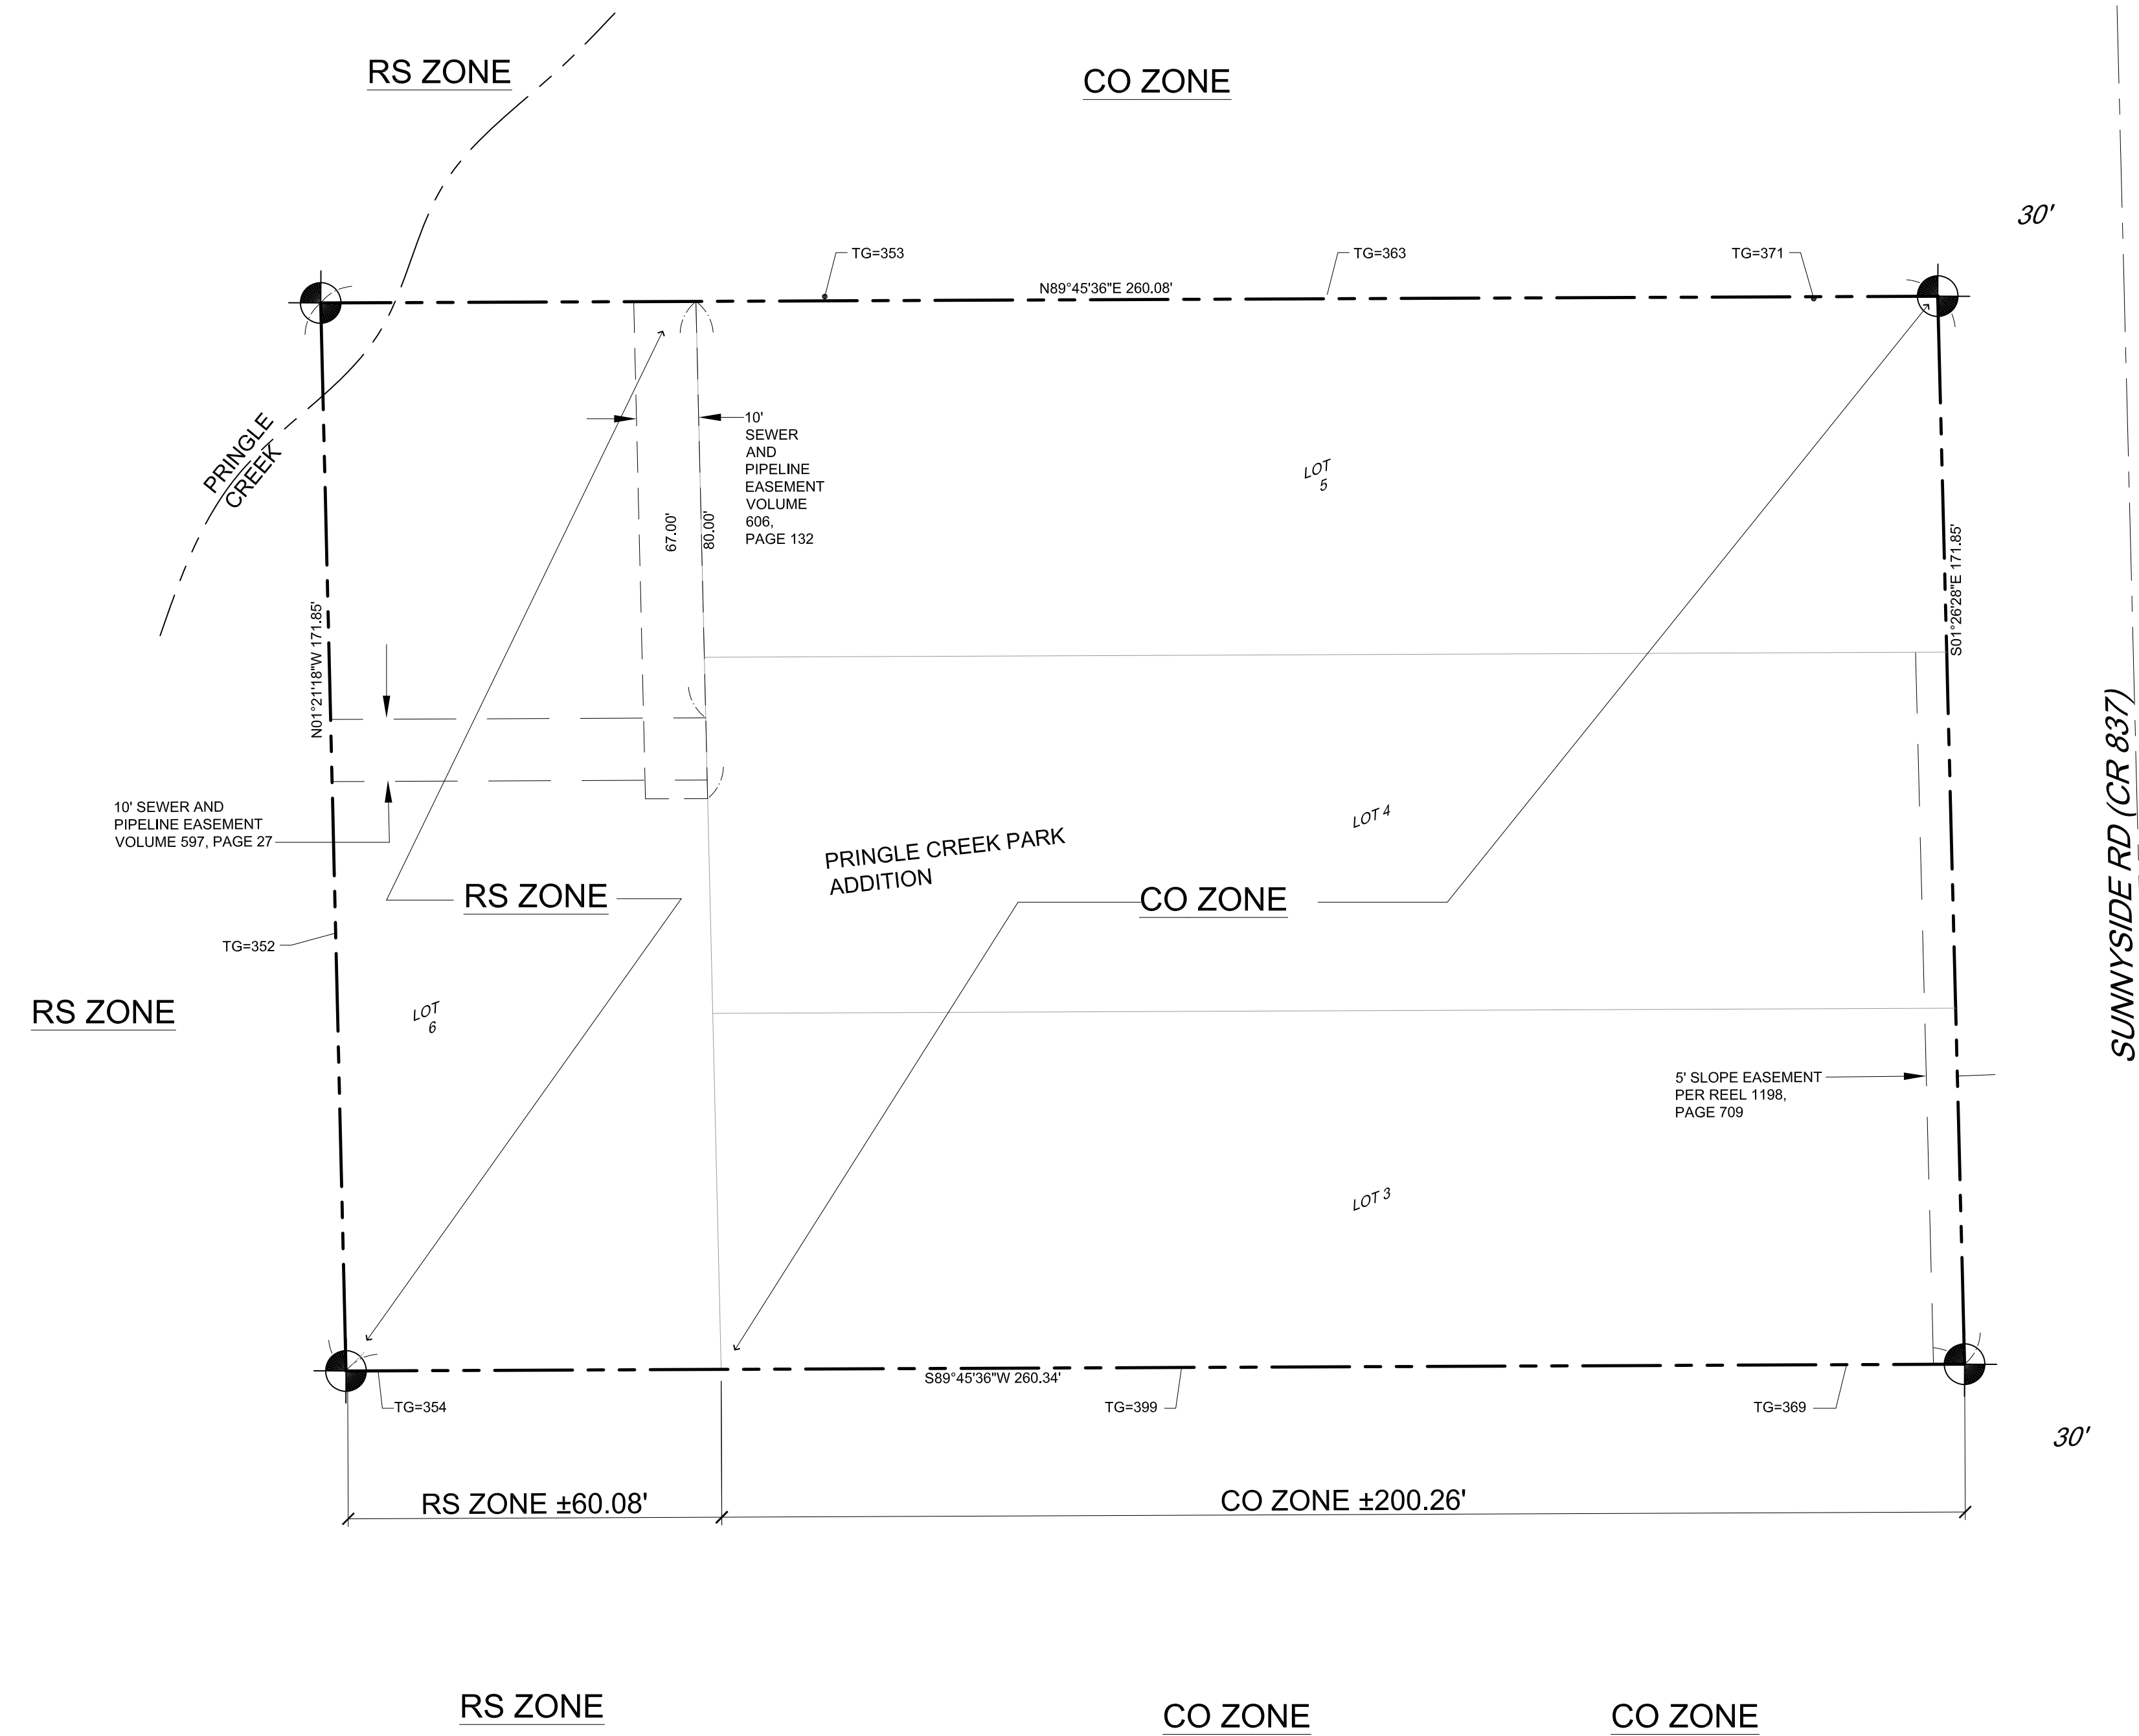 RS ZONE
CO ZONE
30'
TG=353
TG=363
TG=371
N89°45'36"E 260.08'
PRINGLE
CREEK
10'
SEWER
AND
PIPELINE
EASEMENT
VOLUME
606,
PAGE 132
67.00'
80.00'
LOT
5
N01°21'18"W 171.85'
S01°26'28"E 171.85'
SUNNYSIDE RD (CR 837)
10' SEWER AND
PIPELINE EASEMENT
VOLUME 597, PAGE 27
LOT 4
PRINGLE CREEK PARK
ADDITION
RS ZONE
CO ZONE
TG=352
RS ZONE
LOT
6
5' SLOPE EASEMENT
PER REEL 1198,
PAGE 709
LOT 3
S89°45'36"W 260.34'
TG=354
TG=399
TG=369
30'
RS ZONE ±60.08'
CO ZONE ±200.26'
RS ZONE
CO ZONE
CO ZONE